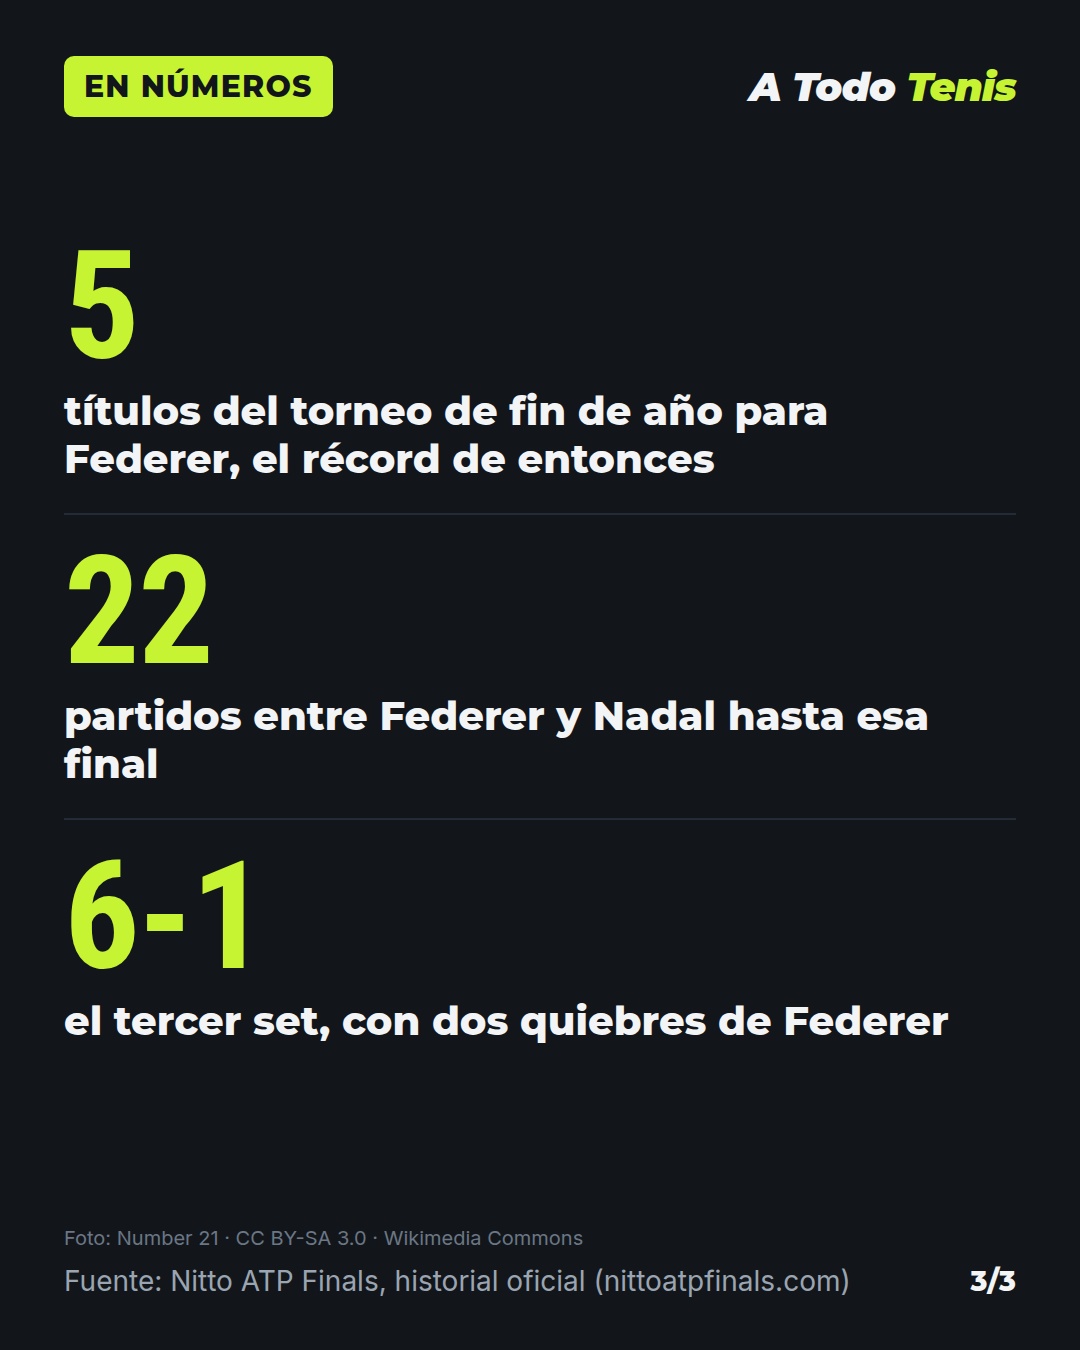 EN NÚMEROS
A Todo Tenis
5
títulos del torneo de fin de año para
Federer, el récord de entonces
22
partidos entre Federer y Nadal hasta esa
final
6-1
el tercer set, con dos quiebres de Federer
Foto: Number 21 · CC BY-SA 3.0 · Wikimedia Commons
Fuente: Nitto ATP Finals, historial oficial (nittoatpfinals.com)
3/3